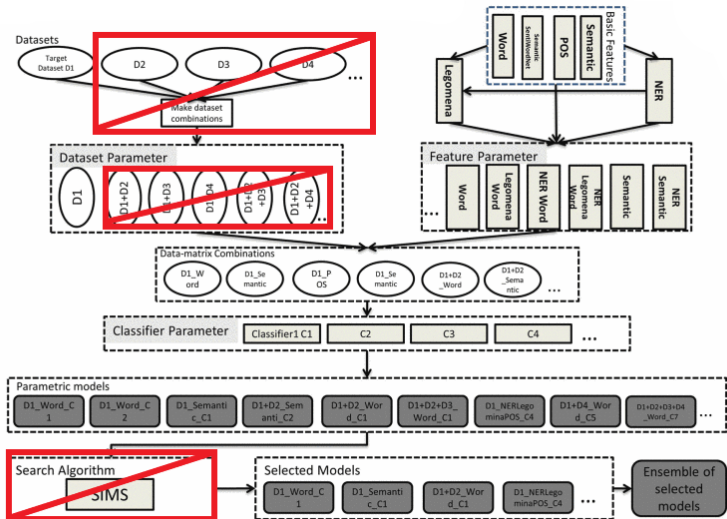 Datasets
Target
Dataset D1
D2
D3
D4
...
Make dataset
combinations
Word
Semantic
SentiWordNet
POS
Semantic
Basic Features
Legomena
NER
Dataset Parameter
D1
D1+D2
D1+D3
D1+D4
D1+D2
+D3
D1+D2
+D4
...
Feature Parameter
...
Word
Legomena
Word
NER Word
NER
Legomena
Word
Semantic
NER
Semantic
Data-matrix Combinations
D1_W
ord
D1_Se
mantic
D1_P
OS
D1_Se
mantic
D1+D2
_Word
D1+D2
_Sema
ntic
...
Classifier Parameter
Classifier1 C1
C2
C3
C4
...
Parametric models
D1_Word_C
1
D1_Word_C
2
D1_Semanti
c_C1
D1+D2_Sem
anti_C2
D1+D2_Wor
d_C1
D1+D2+D3_
Word_C1
D1_NERLeg
ominaPOS_C4
D1+D4_Wor
d_C5
D1+D2+D3+D4
_Word_C7
...
Search Algorithm
SIMS
Selected Models
D1_Word_C
1
D1_Semanti
c_C1
D1+D2_Wor
d_C1
D1_NERLego
minaPOS_C4
...
Ensemble of
selected
models